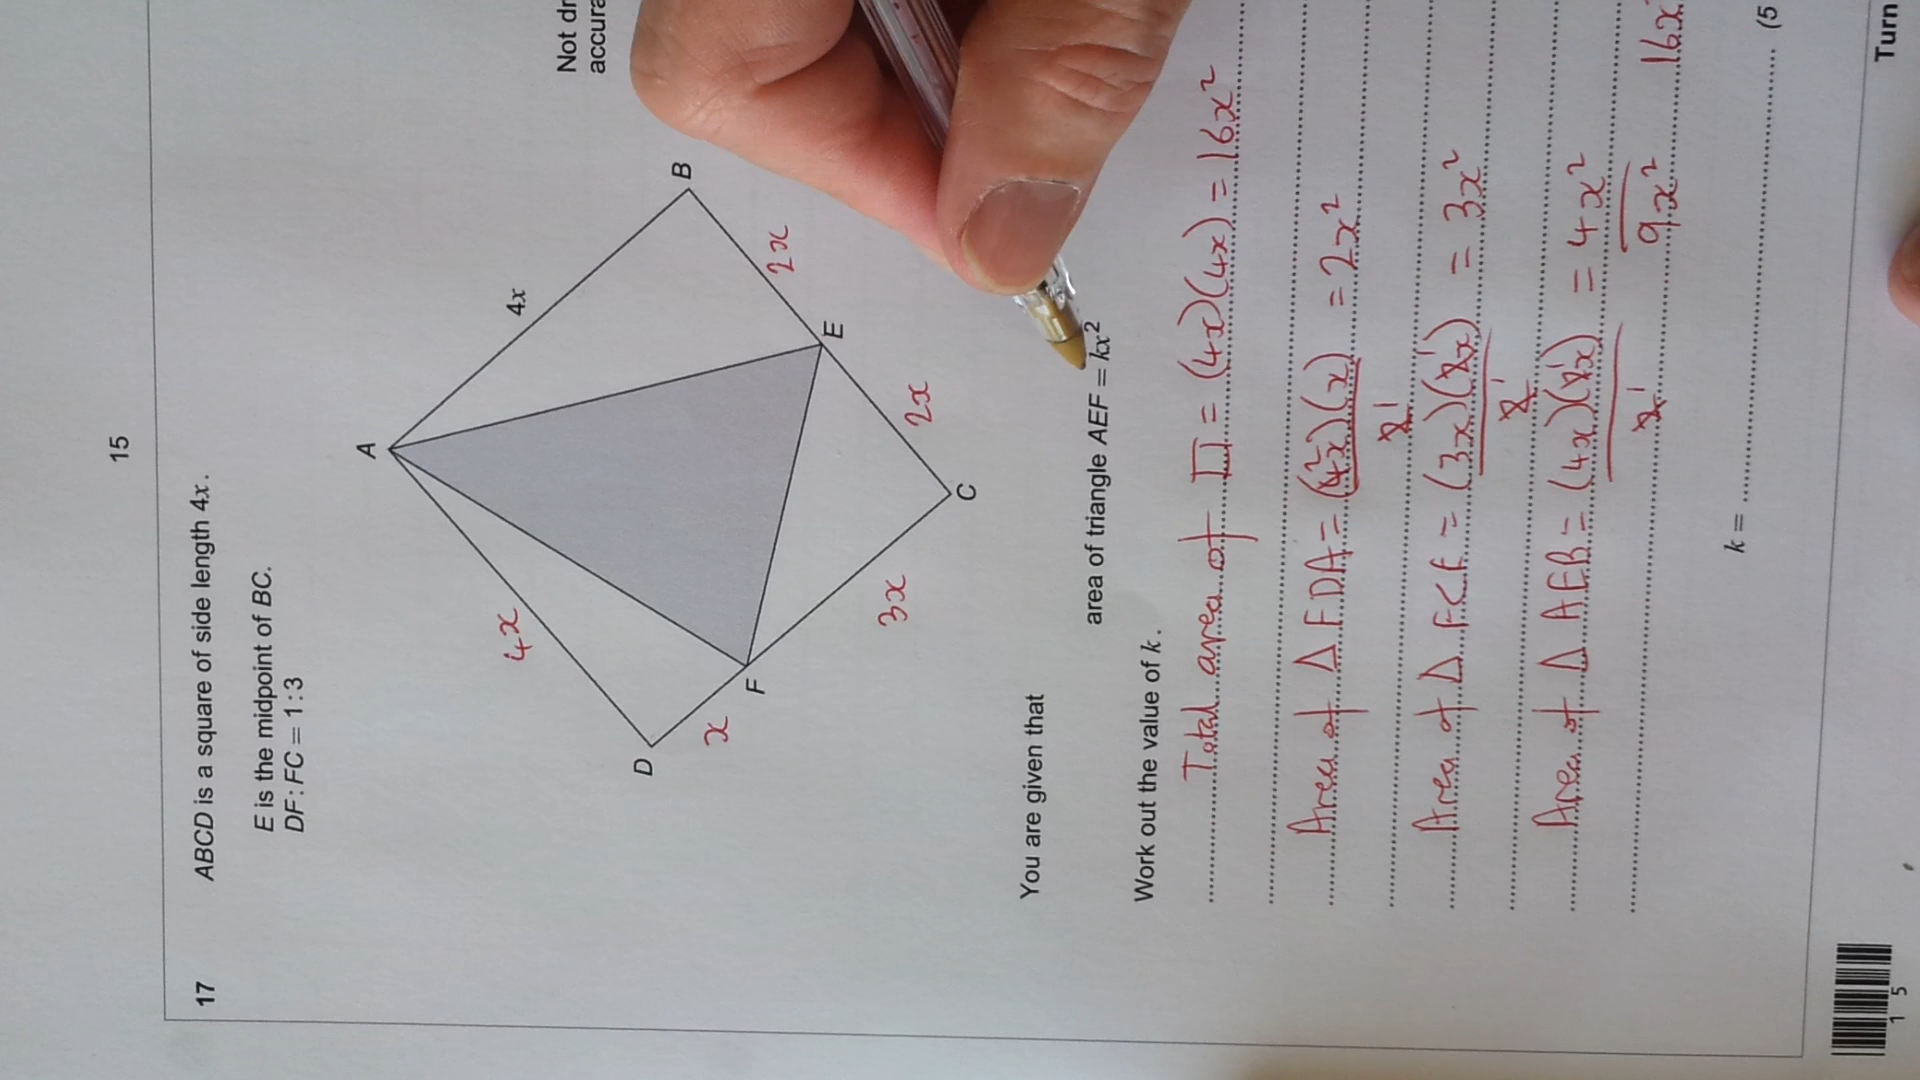 15
17 ABCD is a square of side length 4x.
E is the midpoint of BC.
DF : FC = 1 : 3
Not
A
4x
4x
B
2x
E
2x
C
3x
F
x
D
You are given that area of triangle AEF = kx²
Work out the value of k.
Total area of □ = (4x)(4x) = 16x²
Area of Δ FDA = (4x)(x)/2 = 2x²
Area of Δ FCE = (3x)(2x)/2 = 3x²
Area of Δ AEB = (4x)(2x)/2 = 4x²
9x² 16x
k =
(5
1 5
Turn